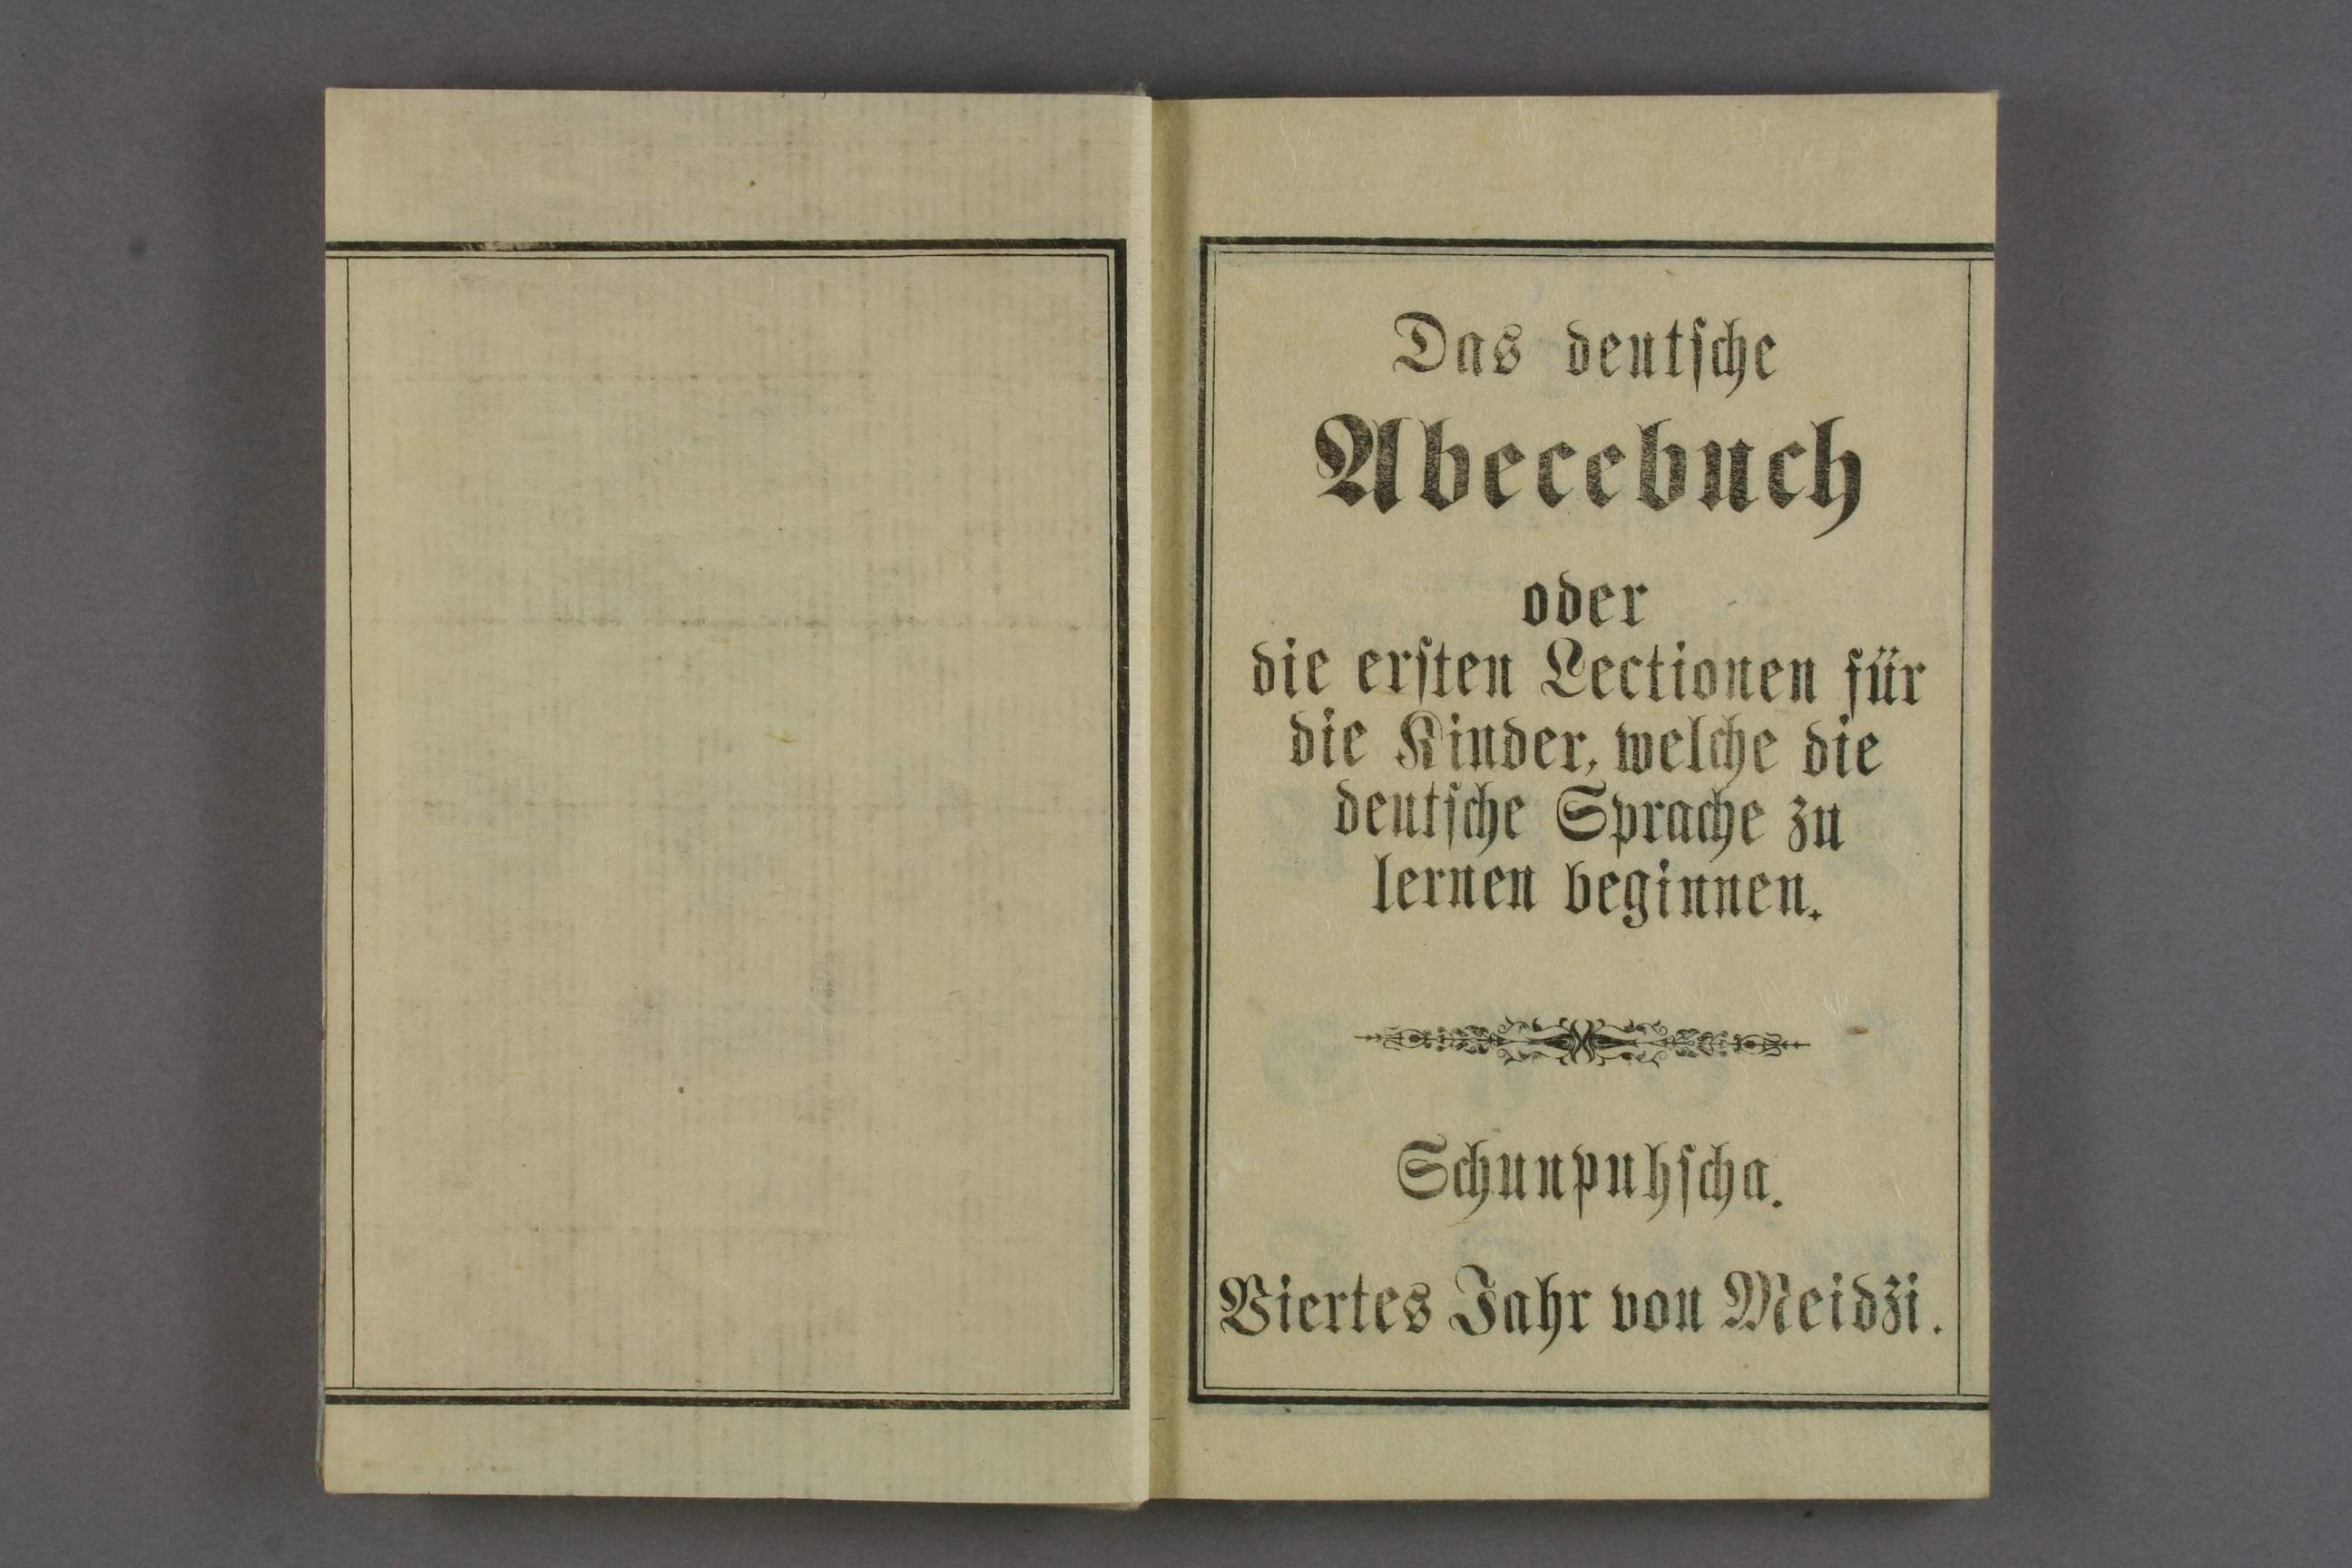 Das deutſche
Abecebuch
oder
die erſten Lectionen für
die Kinder, welche die
deutſche Sprache zu
lernen beginnen.
Schunpuhſcha.
Viertes Jahr von Meidzi.